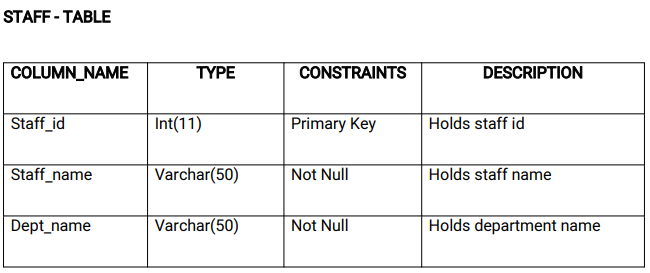 STAFF - TABLE
COLUMN_NAME TYPE CONSTRAINTS DESCRIPTION
Staff_id Int(11) Primary Key Holds staff id
Staff_name Varchar(50) Not Null Holds staff name
Dept_name Varchar(50) Not Null Holds department name